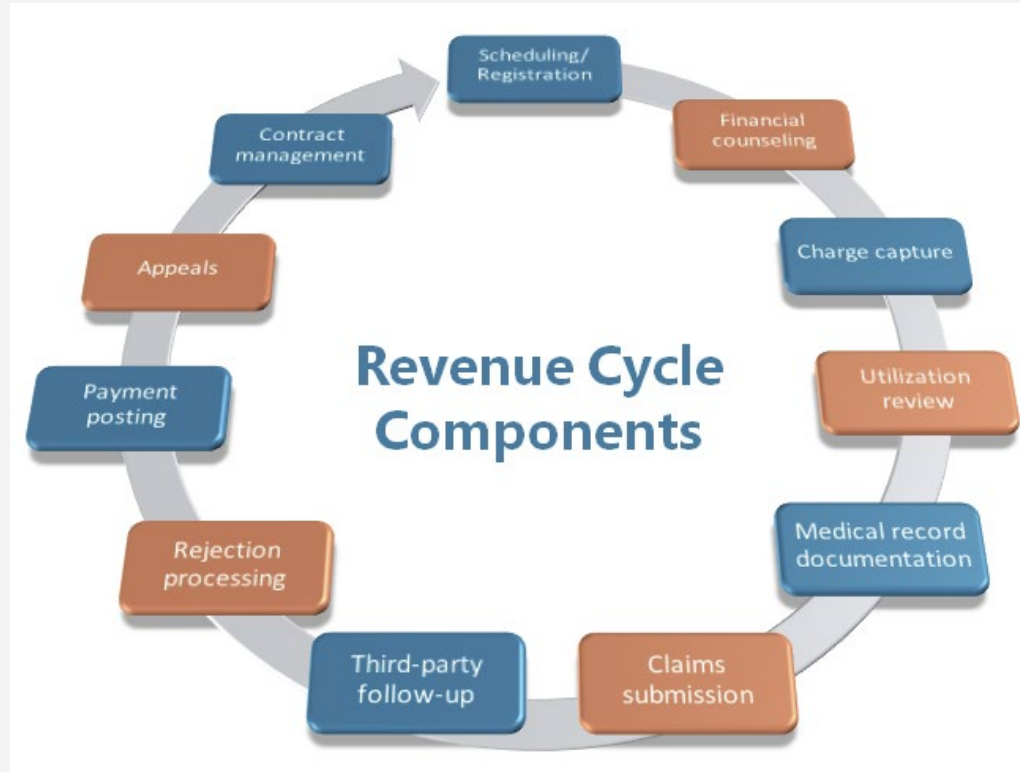 Scheduling/
Registration
Financial
counseling
Charge capture
Utilization
review
Medical record
documentation
Claims
submission
Third-party
follow-up
Rejection
processing
Payment
posting
Appeals
Contract
management
Revenue Cycle
Components